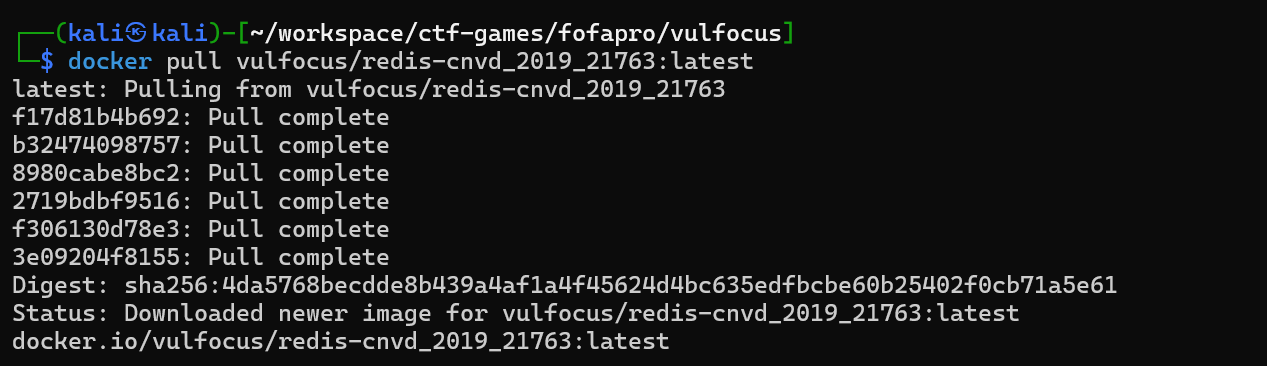 ┌──(kali㉿kali)-[~/workspace/ctf-games/fofapro/vulfocus]
└─$ docker pull vulfocus/redis-cnvd_2019_21763:latest
latest: Pulling from vulfocus/redis-cnvd_2019_21763
f17d81b4b692: Pull complete
b32474098757: Pull complete
8980cabe8bc2: Pull complete
2719bdbf9516: Pull complete
f306130d78e3: Pull complete
3e09204f8155: Pull complete
Digest: sha256:4da5768becdde8b439a4af1a4f45624d4bc635edfbcbe60b25402f0cb71a5e61
Status: Downloaded newer image for vulfocus/redis-cnvd_2019_21763:latest
docker.io/vulfocus/redis-cnvd_2019_21763:latest